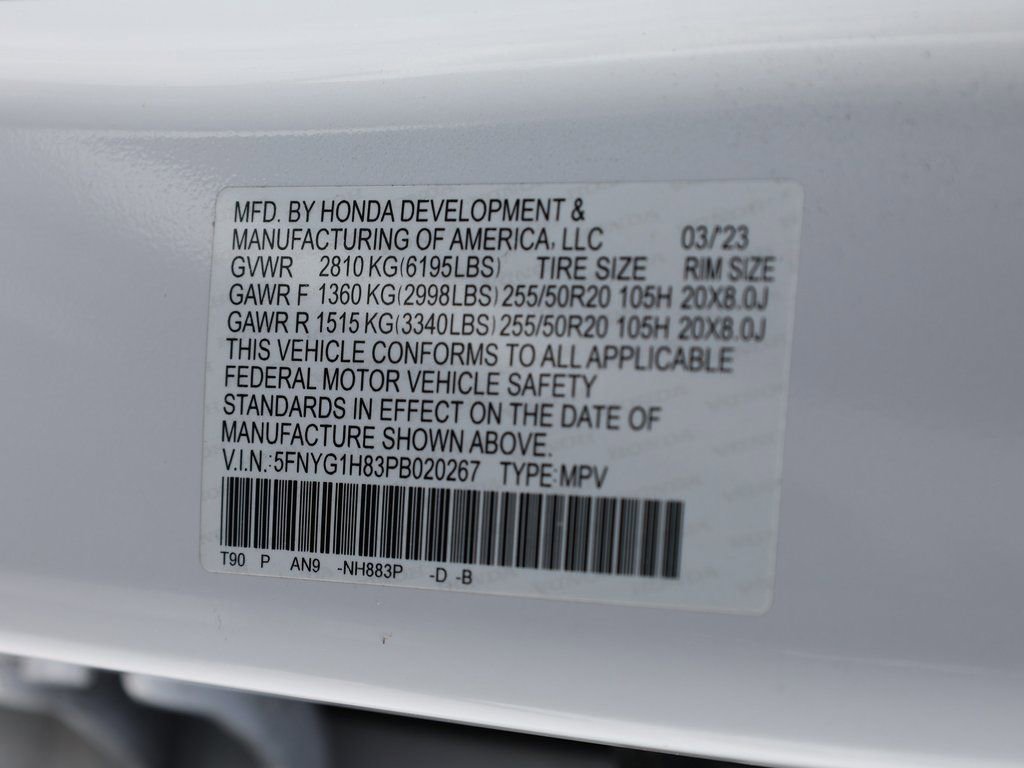 MFD. BY HONDA DEVELOPMENT &
MANUFACTURING OF AMERICA, LLC 03/'23
GVWR 2810 KG(6195LBS) TIRE SIZE RIM SIZE
GAWR F 1360 KG(2998LBS) 255/50R20 105H 20X8.0J
GAWR R 1515 KG(3340LBS) 255/50R20 105H 20X8.0J
THIS VEHICLE CONFORMS TO ALL APPLICABLE
FEDERAL MOTOR VEHICLE SAFETY
STANDARDS IN EFFECT ON THE DATE OF
MANUFACTURE SHOWN ABOVE.
V.I.N.:5FNYG1H83PB020267 TYPE:MPV
T90 P AN9 -NH883P -D -B